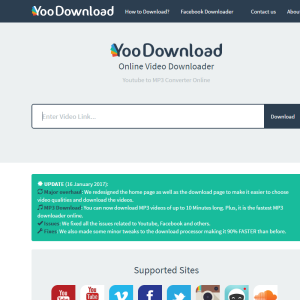 YooDownload
How to Download?
Facebook Downloader
Contact us
About
YooDownload
Online Video Downloader
Youtube to MP3 Converter Online
Enter Video Link...
Download
UPDATE (16 January 2017):
Major overhaul: We redesigned the home page as well as the download page to make it easier to choose
video qualities and download the videos.
MP3 Download: You can now download MP3 videos of up to 10 Minutes long. Plus, it is the fastest MP3
downloader online.
Issues: We fixed all the issues related to Youtube, Facebook and others.
Fixes: We also made some minor tweaks to the download processor making it 90% FASTER than before.
Supported Sites
You
Tube
You
Tube